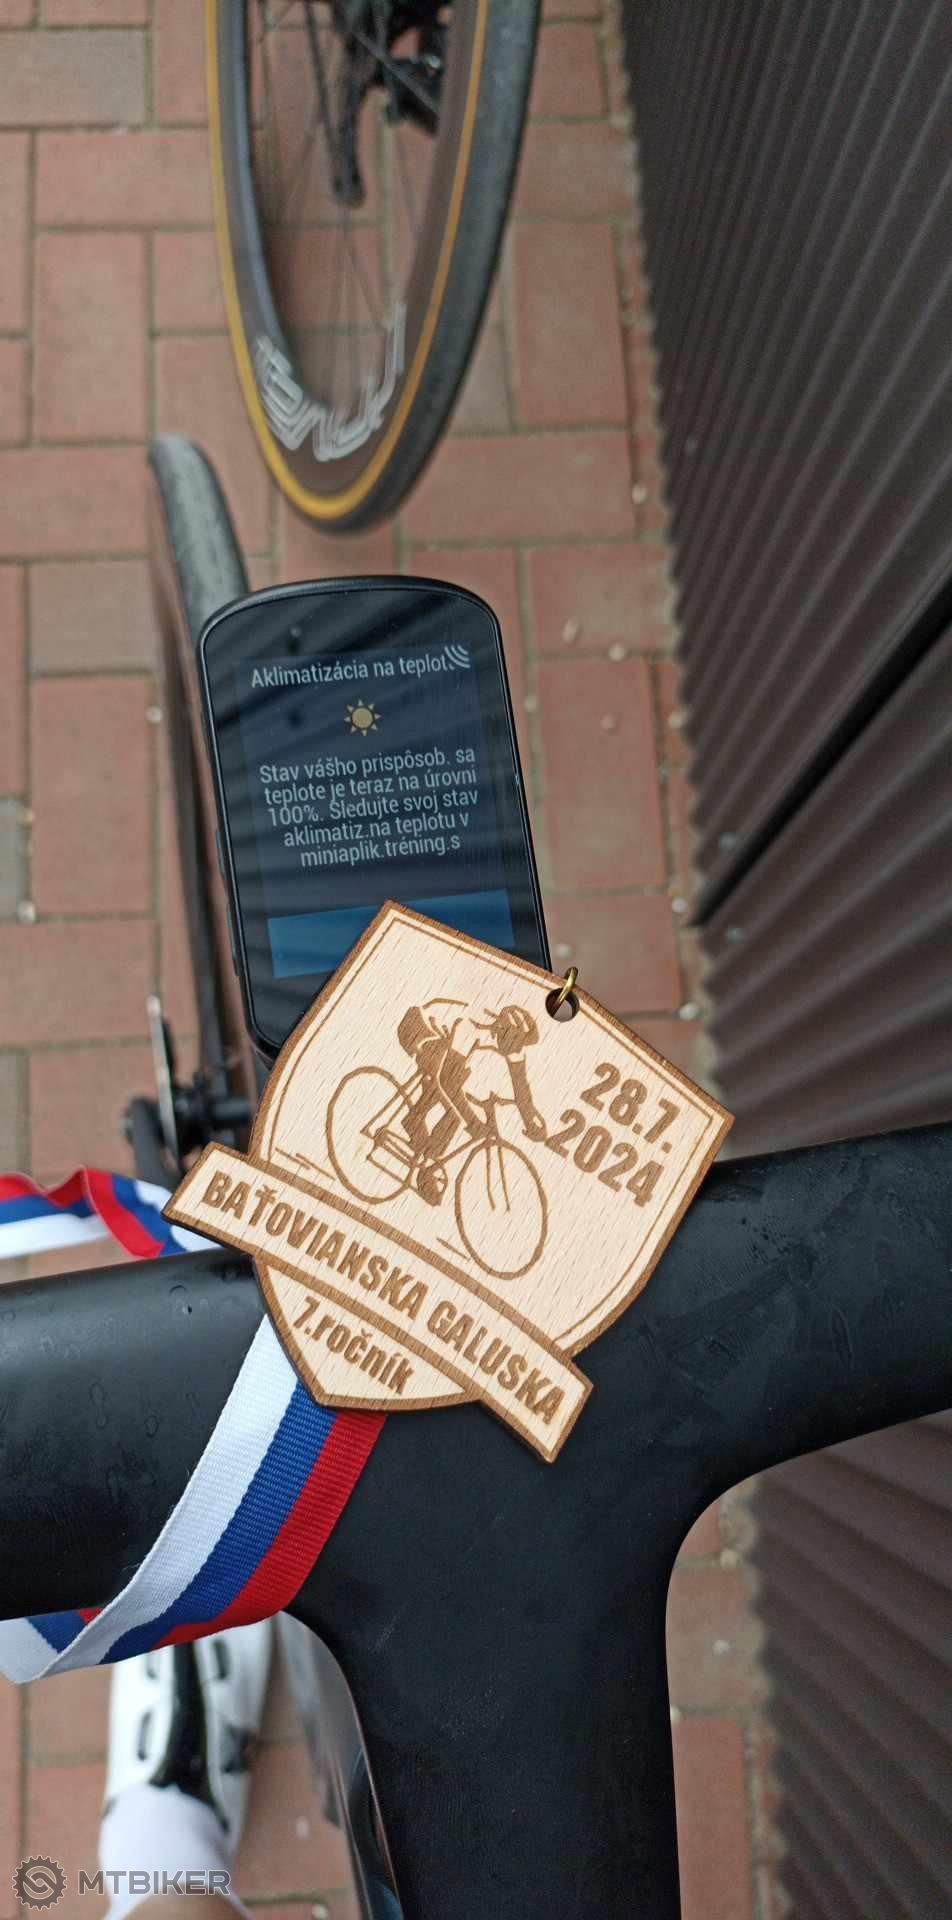 Aklimatizácia na teplot
Stav vášho prispôsob. sa
teplote je teraz na úrovni
100%. Sledujte svoj stav
aklimatiz.na teplotu v
miniaplik.tréning.s
28.7.
2024
BAŤOVIANSKA GALUSKA
7.ročník
MTBIKER